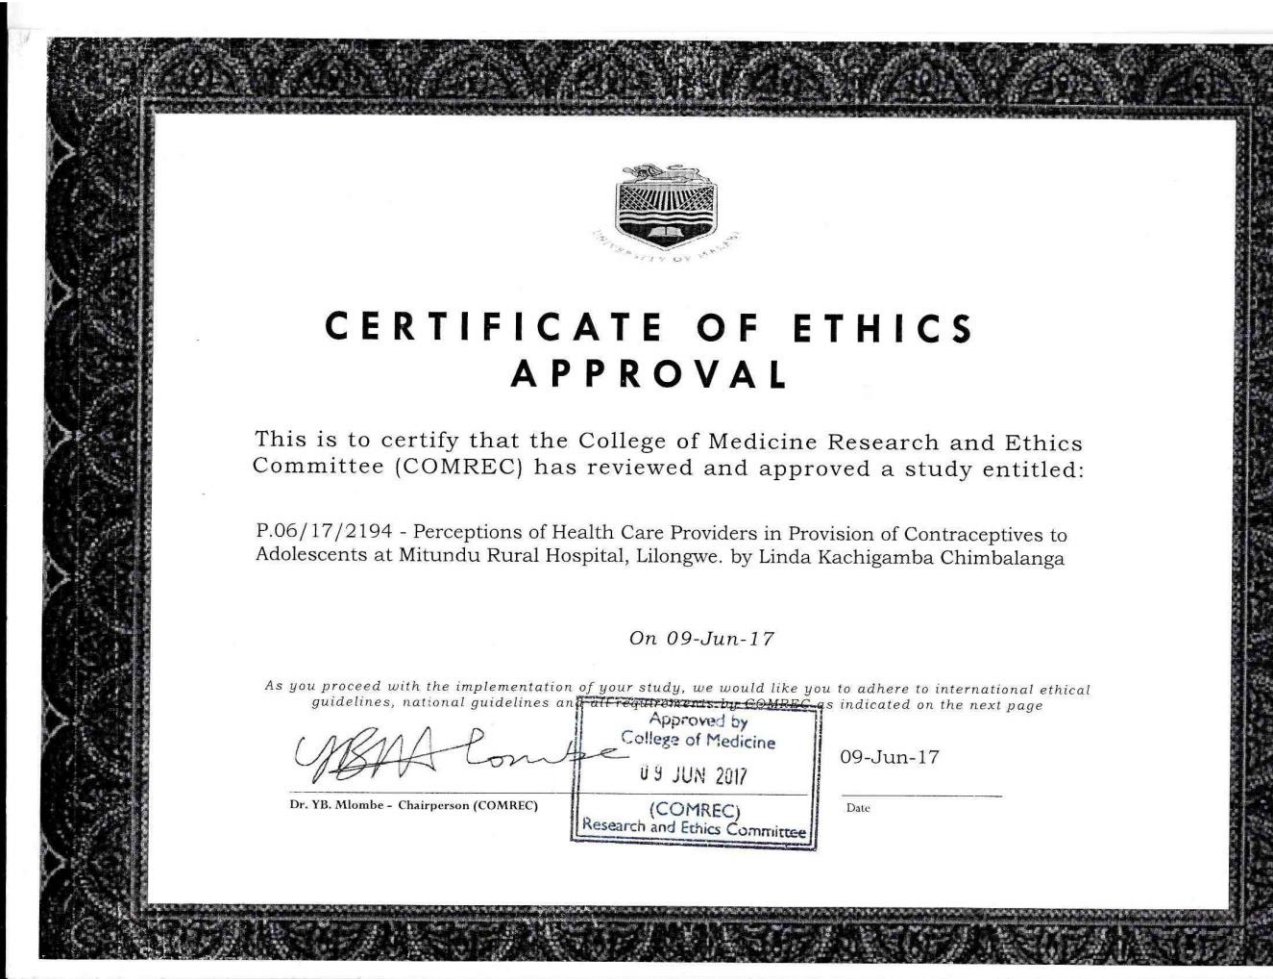 UNIVERSITY OF MALAWI
CERTIFICATE OF ETHICS
APPROVAL
This is to certify that the College of Medicine Research and Ethics
Committee (COMREC) has reviewed and approved a study entitled:
P.06/17/2194 - Perceptions of Health Care Providers in Provision of Contraceptives to
Adolescents at Mitundu Rural Hospital, Lilongwe. by Linda Kachigamba Chimbalanga
On 09-Jun-17
As you proceed with the implementation of your study, we would like you to adhere to international ethical
guidelines, national guidelines and all requirements by COMREC as indicated on the next page
Approved by
College of Medicine
09 JUN 2017
(COMREC)
Research and Ethics Committee
09-Jun-17
Dr. YB. Mlombe - Chairperson (COMREC)
Date